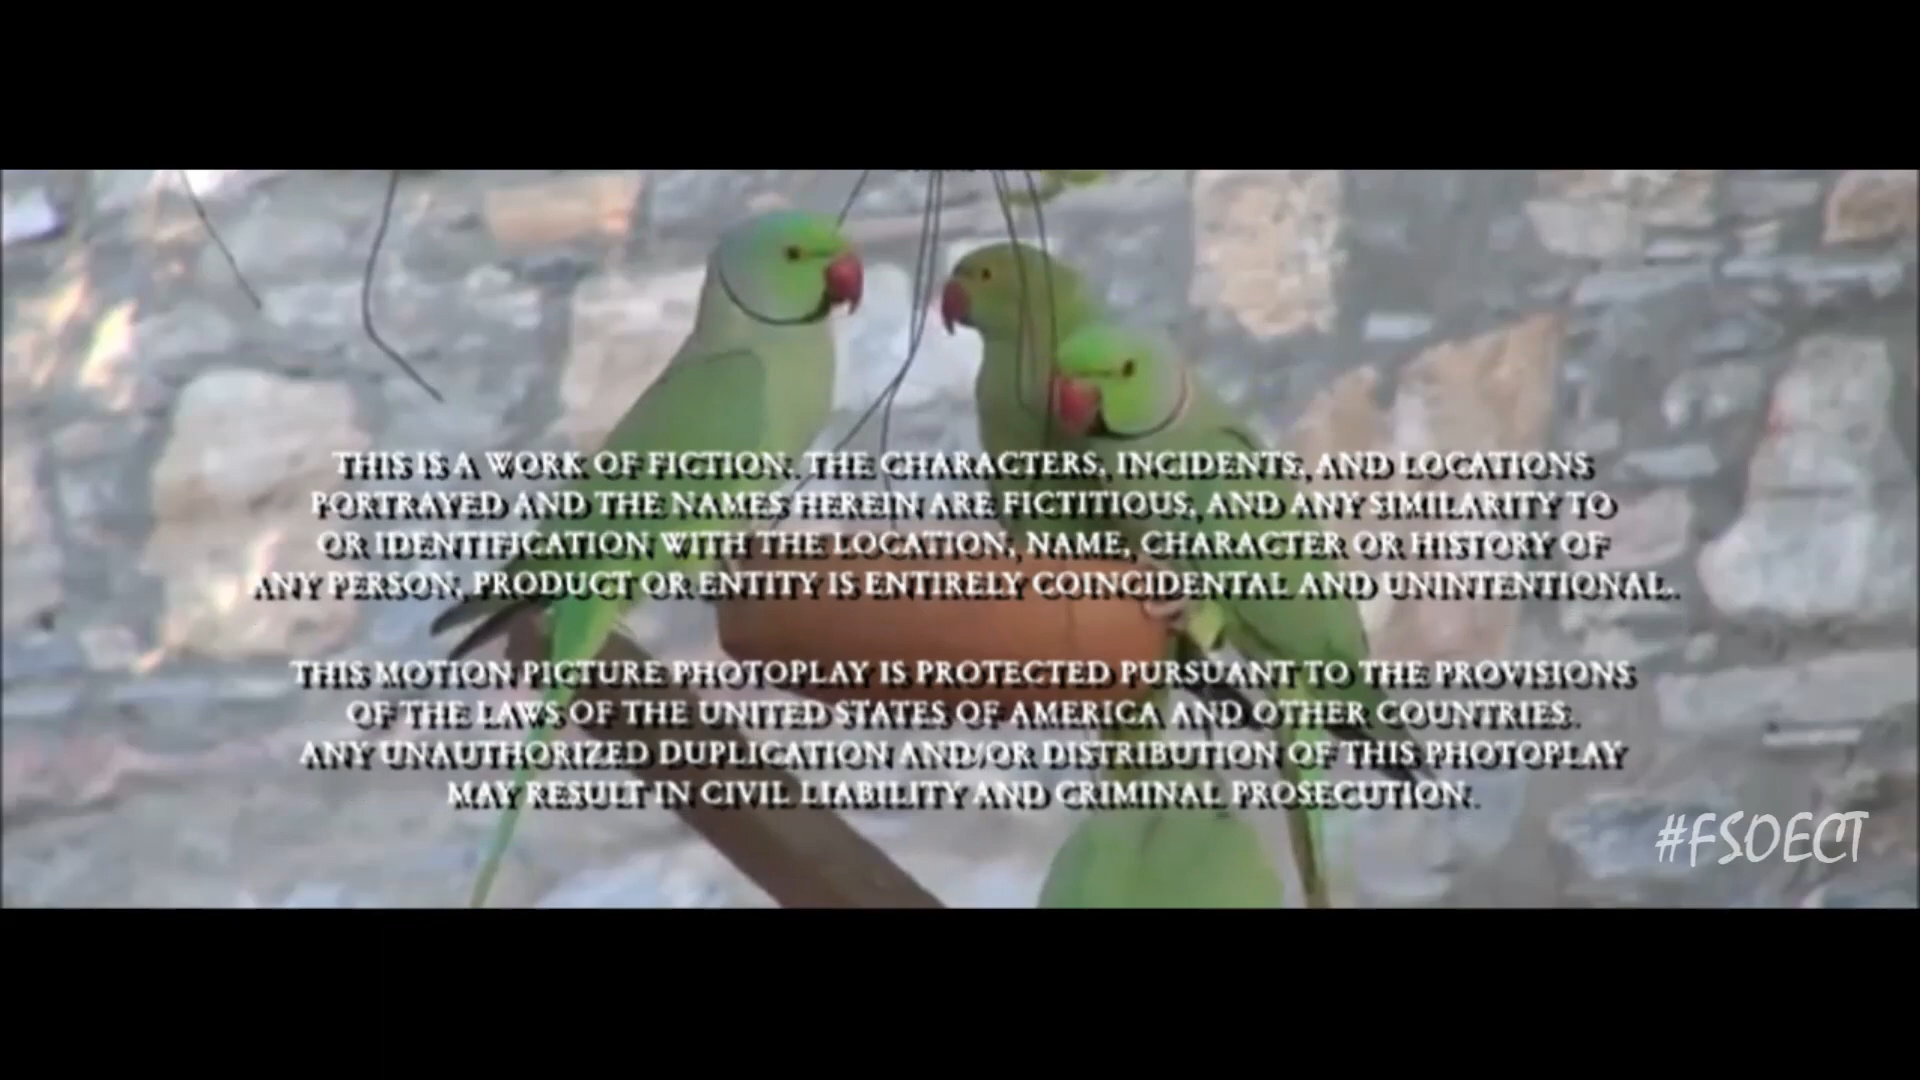 THIS IS A WORK OF FICTION. THE CHARACTERS, INCIDENTS, AND LOCATIONS
PORTRAYED AND THE NAMES HEREIN ARE FICTITIOUS, AND ANY SIMILARITY TO
OR IDENTIFICATION WITH THE LOCATION, NAME, CHARACTER OR HISTORY OF
ANY PERSON, PRODUCT OR ENTITY IS ENTIRELY COINCIDENTAL AND UNINTENTIONAL.
THIS MOTION PICTURE PHOTOPLAY IS PROTECTED PURSUANT TO THE PROVISIONS
OF THE LAWS OF THE UNITED STATES OF AMERICA AND OTHER COUNTRIES.
ANY UNAUTHORIZED DUPLICATION AND/OR DISTRIBUTION OF THIS PHOTOPLAY
MAY RESULT IN CIVIL LIABILITY AND CRIMINAL PROSECUTION.
#FSOECT